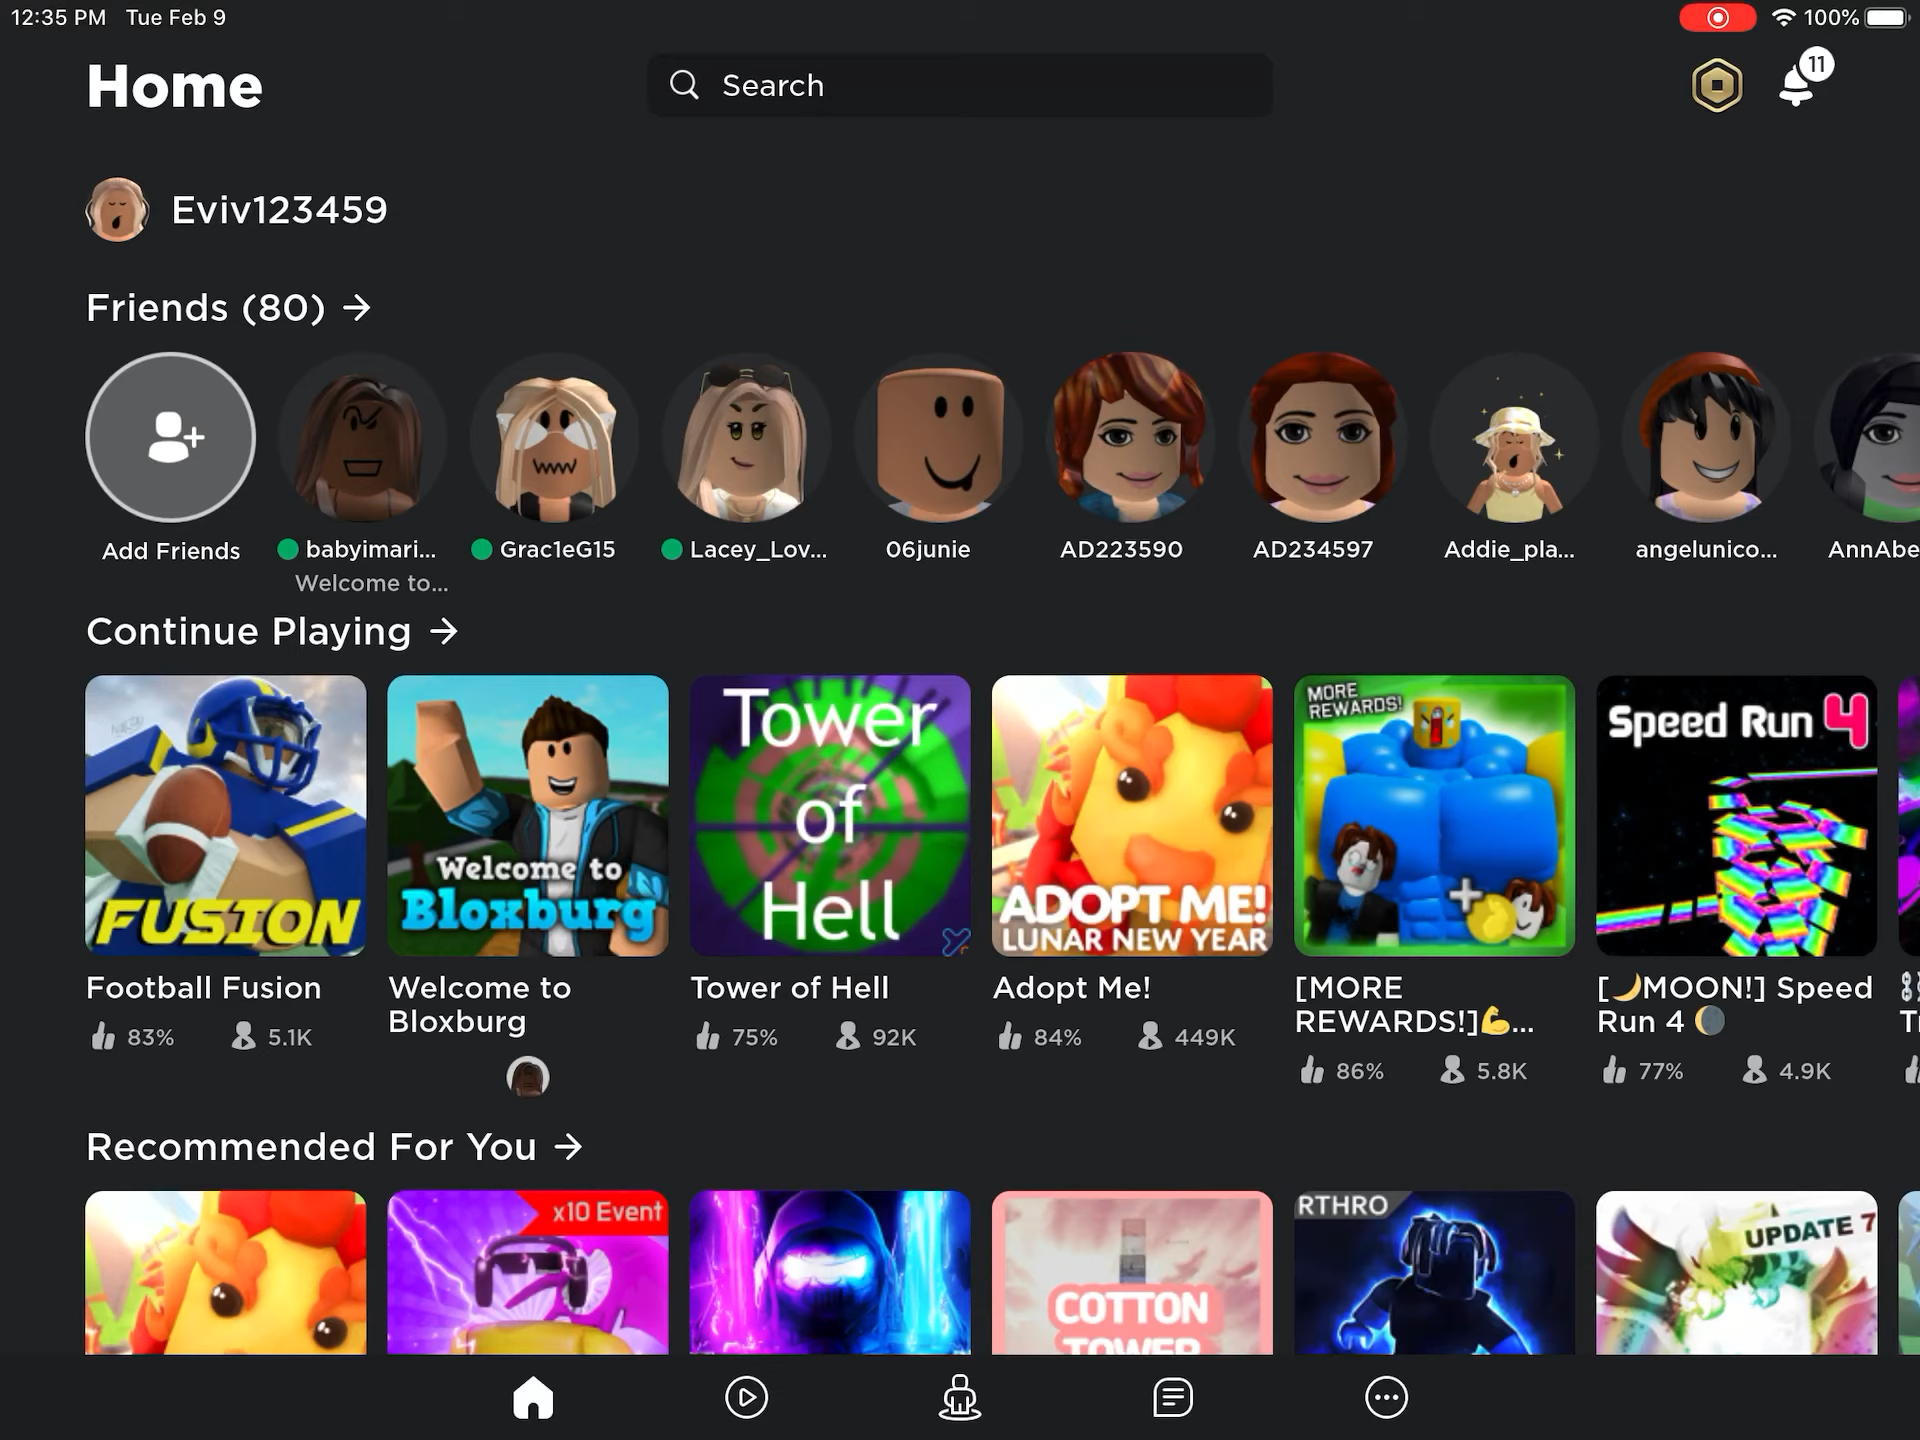 12:35 PM Tue Feb 9
100%
Home
Search
11
Eviv123459
Friends (80) →
Add Friends
babyimari...
Grac1eG15
Lacey_Lov...
06junie
AD223590
AD234597
Addie_pla...
angelunico...
AnnAbe
Welcome to...
Continue Playing →
FUSION
Welcome to
Bloxburg
Tower
of
Hell
ADOPT ME!
LUNAR NEW YEAR
MORE
REWARDS!
+
Speed Run 4
Football Fusion
83% 5.1K
Welcome to
Bloxburg
Tower of Hell
75% 92K
Adopt Me!
84% 449K
[MORE
REWARDS!]💪...
86% 5.8K
[🌙MOON!] Speed
Run 4 🌘
77% 4.9K
Recommended For You →
x10 Event
COTTON
TOWER
RTHRO
UPDATE 7